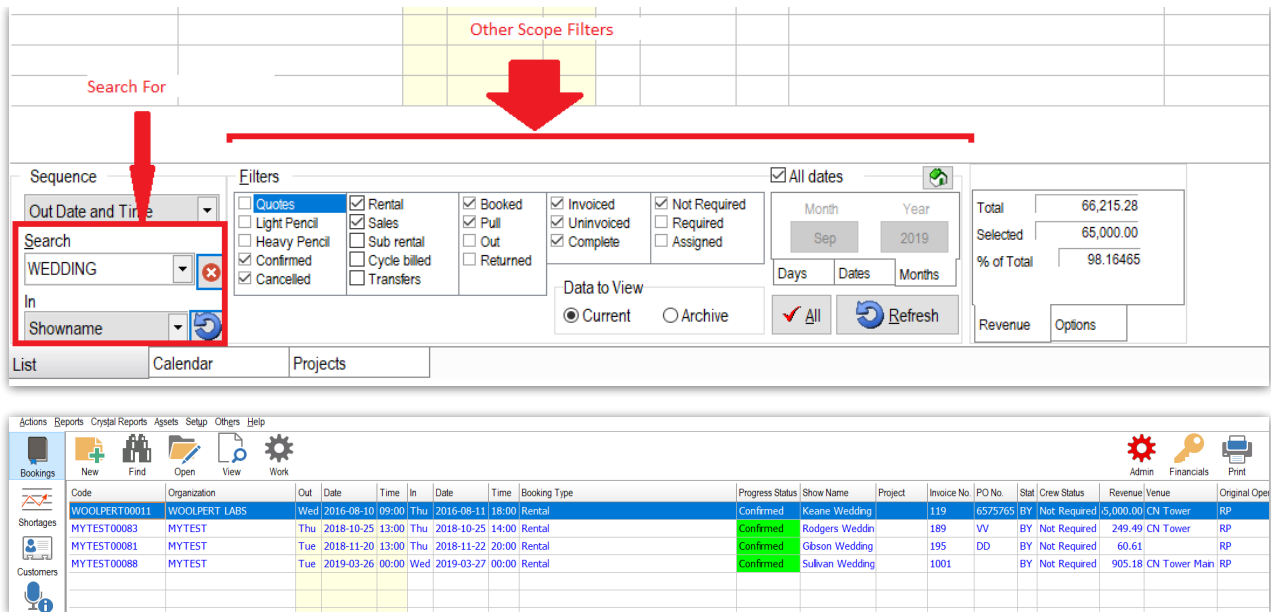 Other Scope Filters
Search For
Sequence
Out Date and Time
Search
WEDDING
In
Showname
Filters
Quotes
Light Pencil
Heavy Pencil
Confirmed
Cancelled
Rental
Sales
Sub rental
Cycle billed
Transfers
Booked
Pull
Out
Returned
Invoiced
Uninvoiced
Complete
Not Required
Required
Assigned
Data to View
Current Archive
All dates
Month Year
Sep 2019
Days Dates Months
All Refresh
Total 66,215.28
Selected 65,000.00
% of Total 98.16465
Revenue Options
List Calendar Projects
Actions Reports Crystal Reports Assets Setup Others Help
Bookings New Find Open View Work Admin Financials Print
Shortages
Customers
Code Organization Out Date Time In Date Time Booking Type Progress Status Show Name Project Invoice No. PO No. Stat Crew Status Revenue Venue Original Oper
WOOLPERT00011 WOOLPERT LABS Wed 2016-08-10 09:00 Thu 2016-08-11 18:00 Rental Confirmed Keane Wedding 119 6575765 BY Not Required 5,000.00 CN Tower RP
MYTEST00083 MYTEST Thu 2018-10-25 13:00 Thu 2018-10-25 14:00 Rental Confirmed Rodgers Weddin 189 VV BY Not Required 249.49 CN Tower RP
MYTEST00081 MYTEST Tue 2018-11-20 13:00 Thu 2018-11-22 20:00 Rental Confirmed Gibson Wedding 195 DD BY Not Required 60.61 RP
MYTEST00088 MYTEST Tue 2019-03-26 00:00 Wed 2019-03-27 00:00 Rental Confirmed Sullivan Wedding 1001 BY Not Required 905.18 CN Tower Main RP